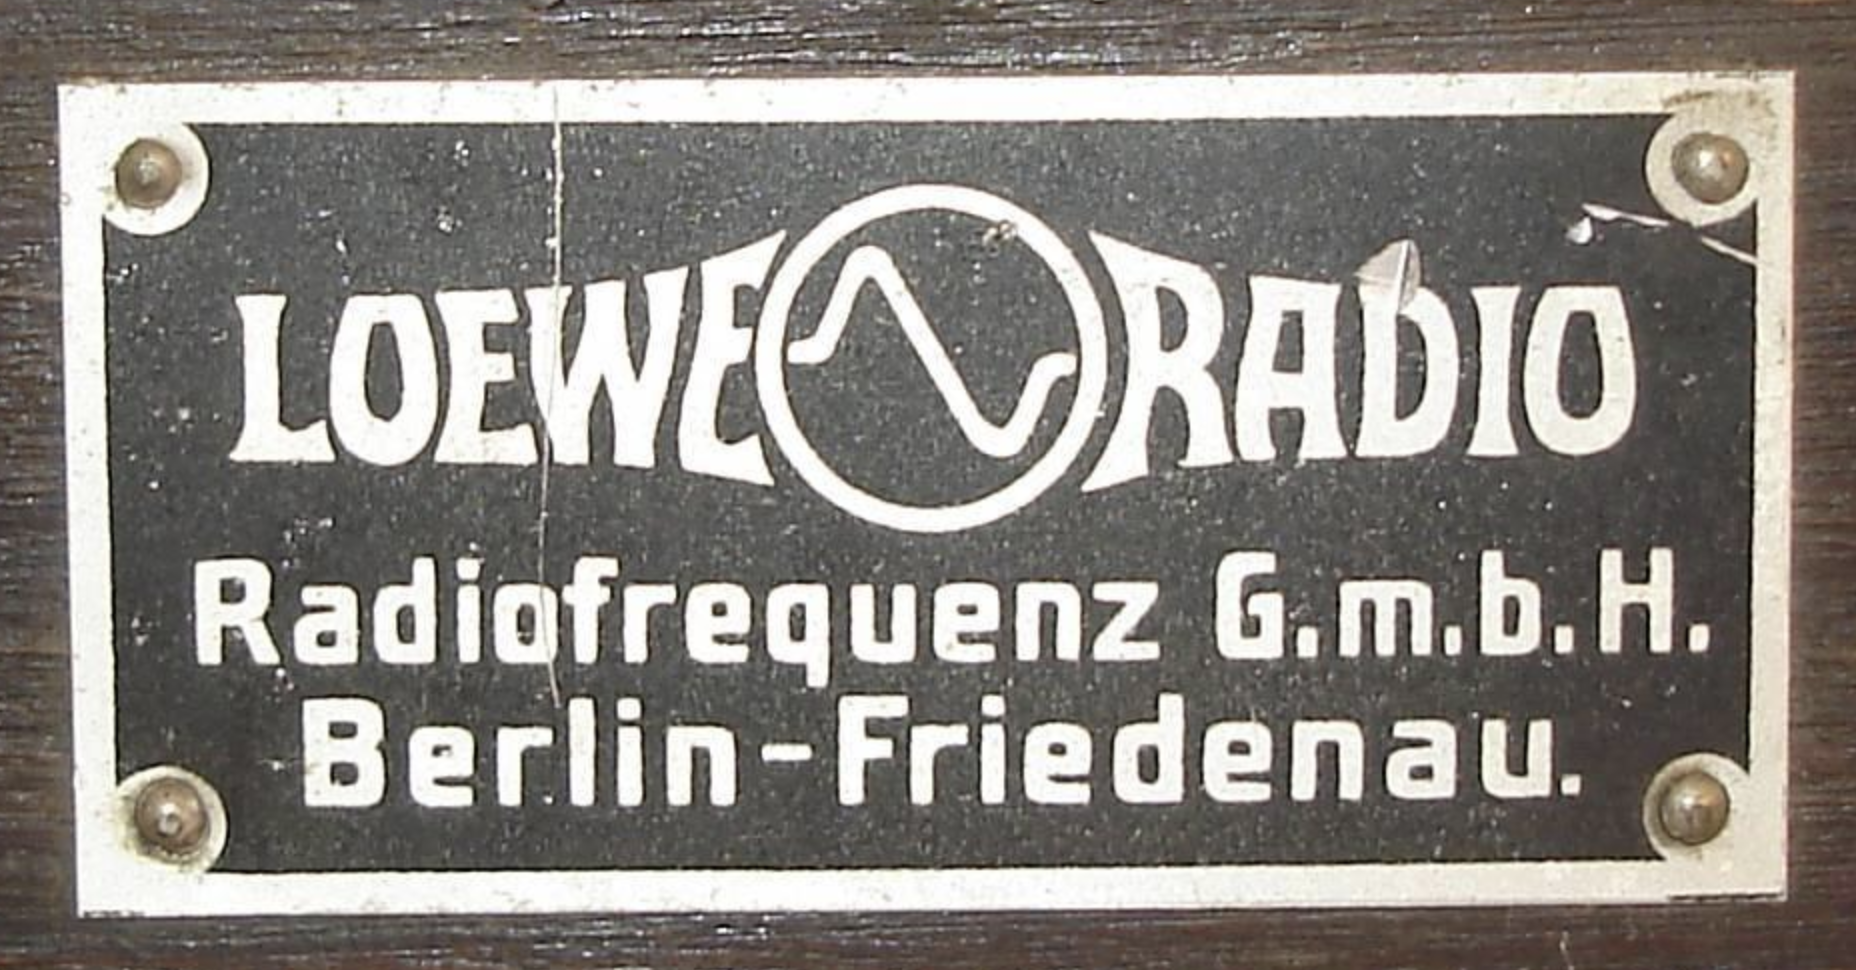 LOEWE RADIO
Radiofrequenz G.m.b.H.
Berlin-Friedenau.